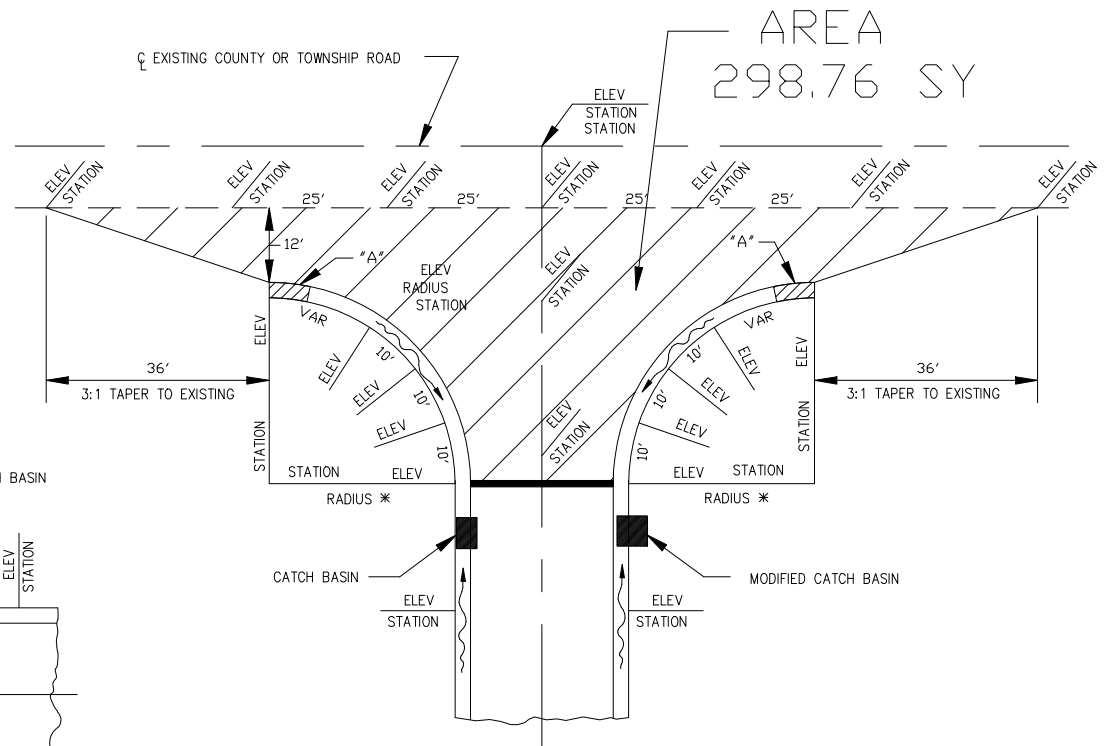 AREA
298.76 SY
℄ EXISTING COUNTY OR TOWNSHIP ROAD
ELEV
STATION
STATION
ELEV
STATION
ELEV
STATION
25'
ELEV
STATION
25'
ELEV
STATION
25'
ELEV
STATION
25'
ELEV
STATION
ELEV
STATION
12'
"A"
"A"
ELEV
RADIUS
STATION
ELEV
STATION
VAR
VAR
ELEV
ELEV
10'
10'
ELEV
ELEV
36'
3:1 TAPER TO EXISTING
36'
3:1 TAPER TO EXISTING
ELEV
10'
10'
ELEV
ELEV
STATION
ELEV
ELEV
10'
10'
STATION
STATION
STATION
ELEV
ELEV
STATION
RADIUS *
RADIUS *
H BASIN
ELEV
STATION
CATCH BASIN
MODIFIED CATCH BASIN
ELEV
STATION
ELEV
STATION